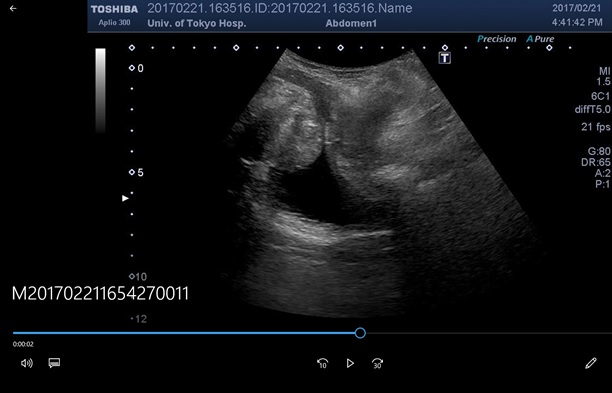 TOSHIBA 20170221.163516.ID:20170221.163516.Name 2017/02/21
Aplio 300 Univ. of Tokyo Hosp. Abdomen1 4:41:42 PM
Precision A Pure
T
0
MI
1.5
6C1
diffT5.0
21 fps
5
G:80
DR:65
A:2
P:1
10
M201702211654270011
12
0:00:02
10 30